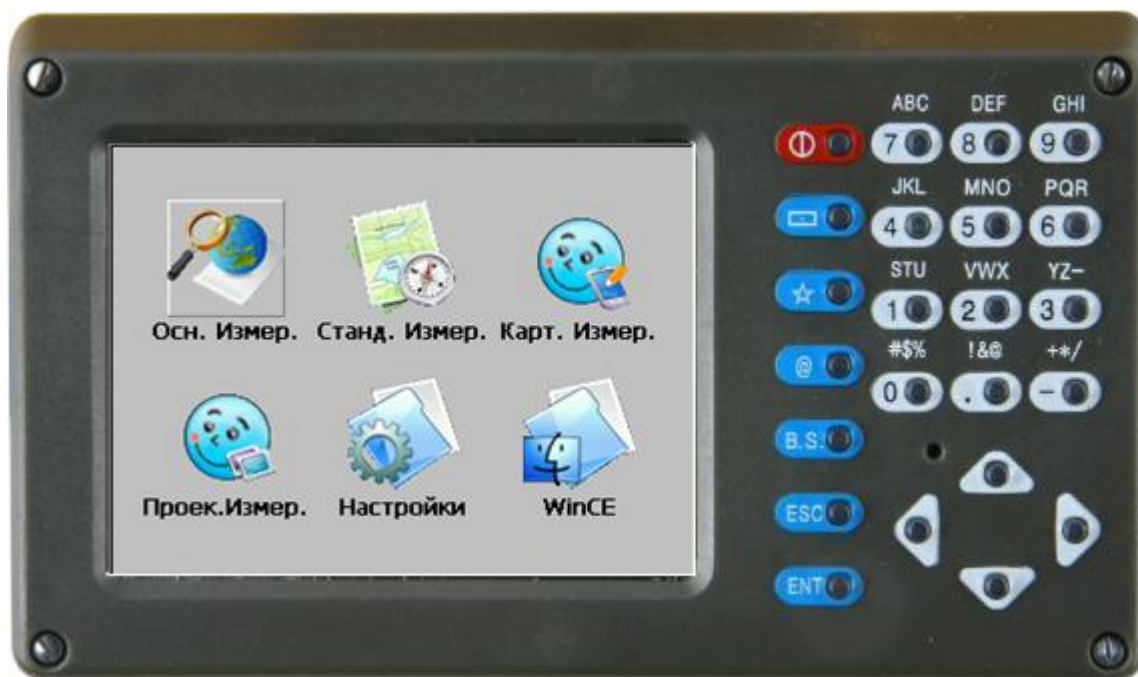 ABC DEF GHI
7 8 9
JKL MNO PQR
4 5 6
STU VWX YZ-
1 2 3
#$% !&@ +*/
0 . -
☆
@
B.S.
ESC
ENT
Осн. Измер. Станд. Измер. Карт. Измер.
Проек.Измер. Настройки WinCE